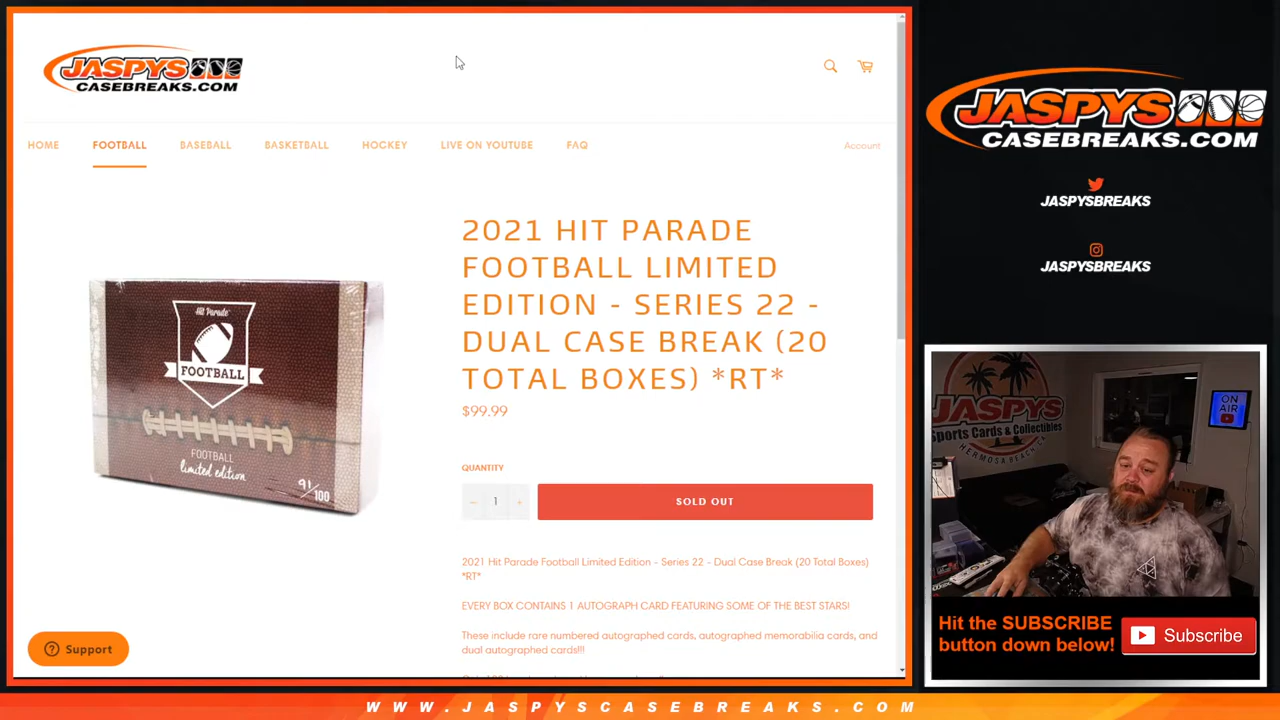 JASPYS
CASEBREAKS.COM
HOME
FOOTBALL
BASEBALL
BASKETBALL
HOCKEY
LIVE ON YOUTUBE
FAQ
Account
2021 HIT PARADE
FOOTBALL LIMITED
EDITION - SERIES 22 -
DUAL CASE BREAK (20
TOTAL BOXES) *RT*
$99.99
QUANTITY
− 1 +
SOLD OUT
2021 Hit Parade Football Limited Edition - Series 22 - Dual Case Break (20 Total Boxes)
*RT*
EVERY BOX CONTAINS 1 AUTOGRAPH CARD FEATURING SOME OF THE BEST STARS!
These include rare numbered autographed cards, autographed memorabilia cards, and
dual autographed cards!!!
Hit Parade
FOOTBALL
FOOTBALL
limited edition
91/100
Support
JASPYS
CASEBREAKS.COM
JASPYSBREAKS
JASPYSBREAKS
JASPYS
Sports Cards & Collectibles
HERMOSA BEACH, CA
ON
AIR
Hit the SUBSCRIBE
button down below!
Subscribe
WWW.JASPYSCASEBREAKS.COM